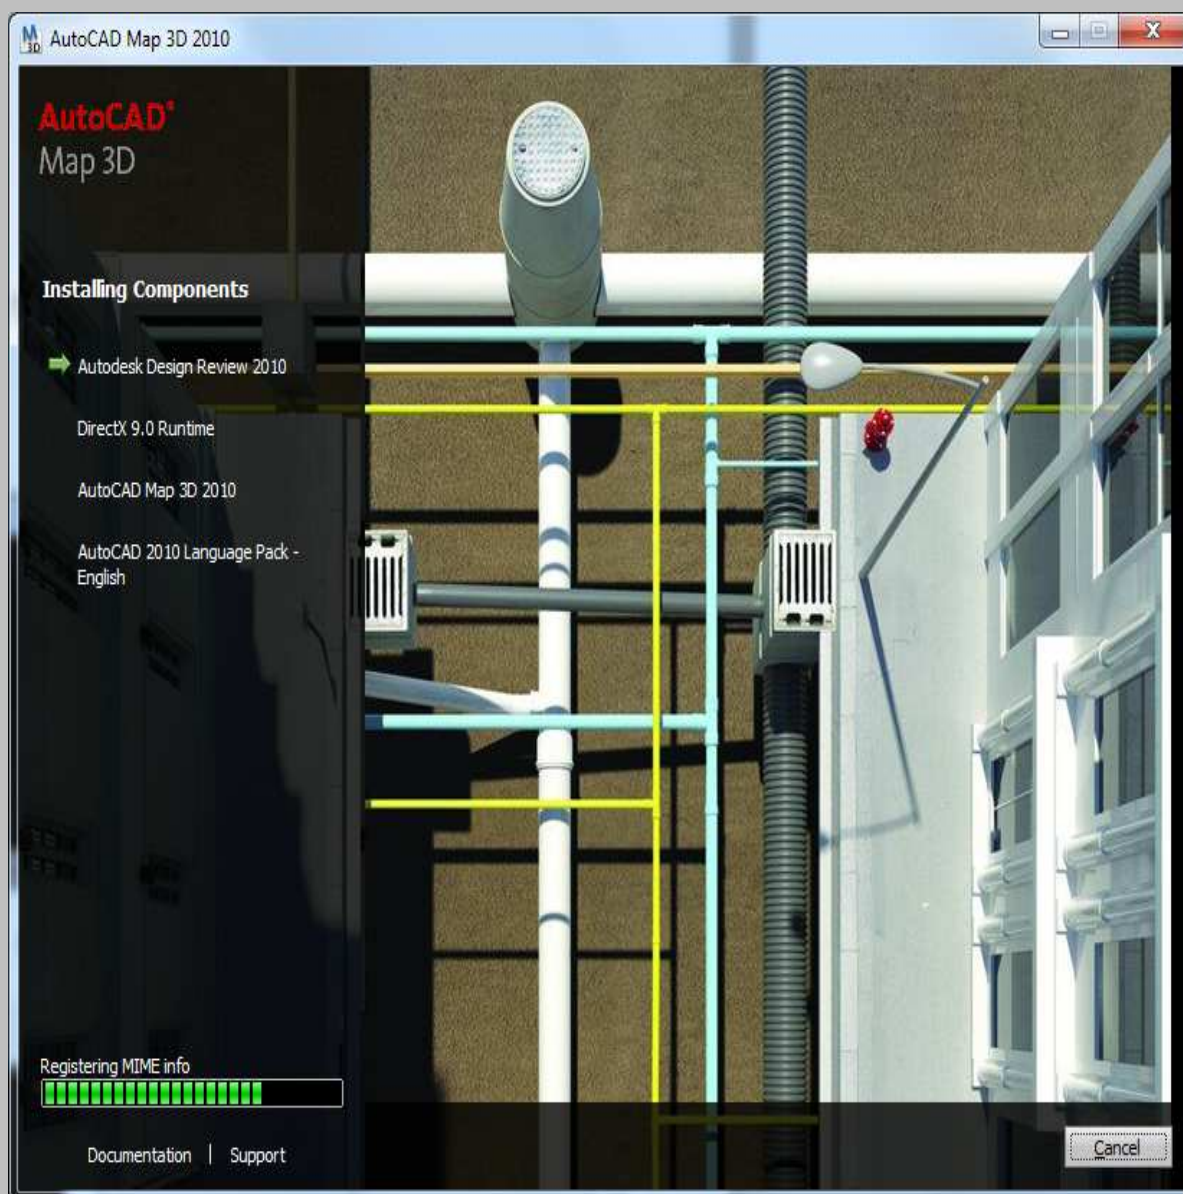 AutoCAD Map 3D 2010
AutoCAD®
Map 3D
Installing Components
Autodesk Design Review 2010
DirectX 9.0 Runtime
AutoCAD Map 3D 2010
AutoCAD 2010 Language Pack -
English
Registering MIME info
Documentation | Support
Cancel